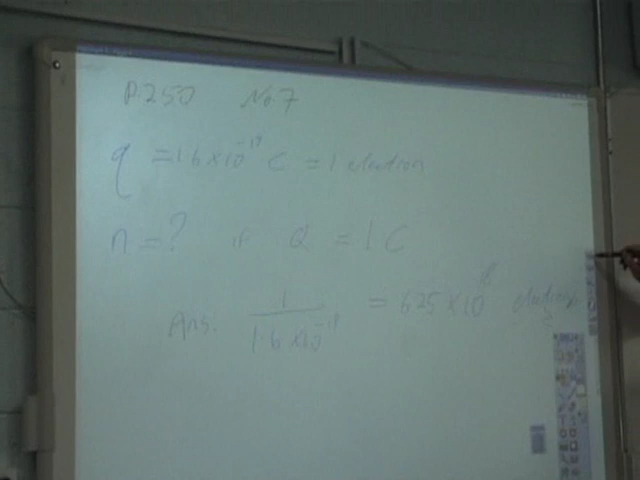 P.250 No.7
q = 1.6 × 10⁻¹⁹ C = 1 electron
n = ? if Q = 1 C
Ans: 1 / 1.6 × 10⁻¹⁹ = 6.25 × 10¹⁸ electrons